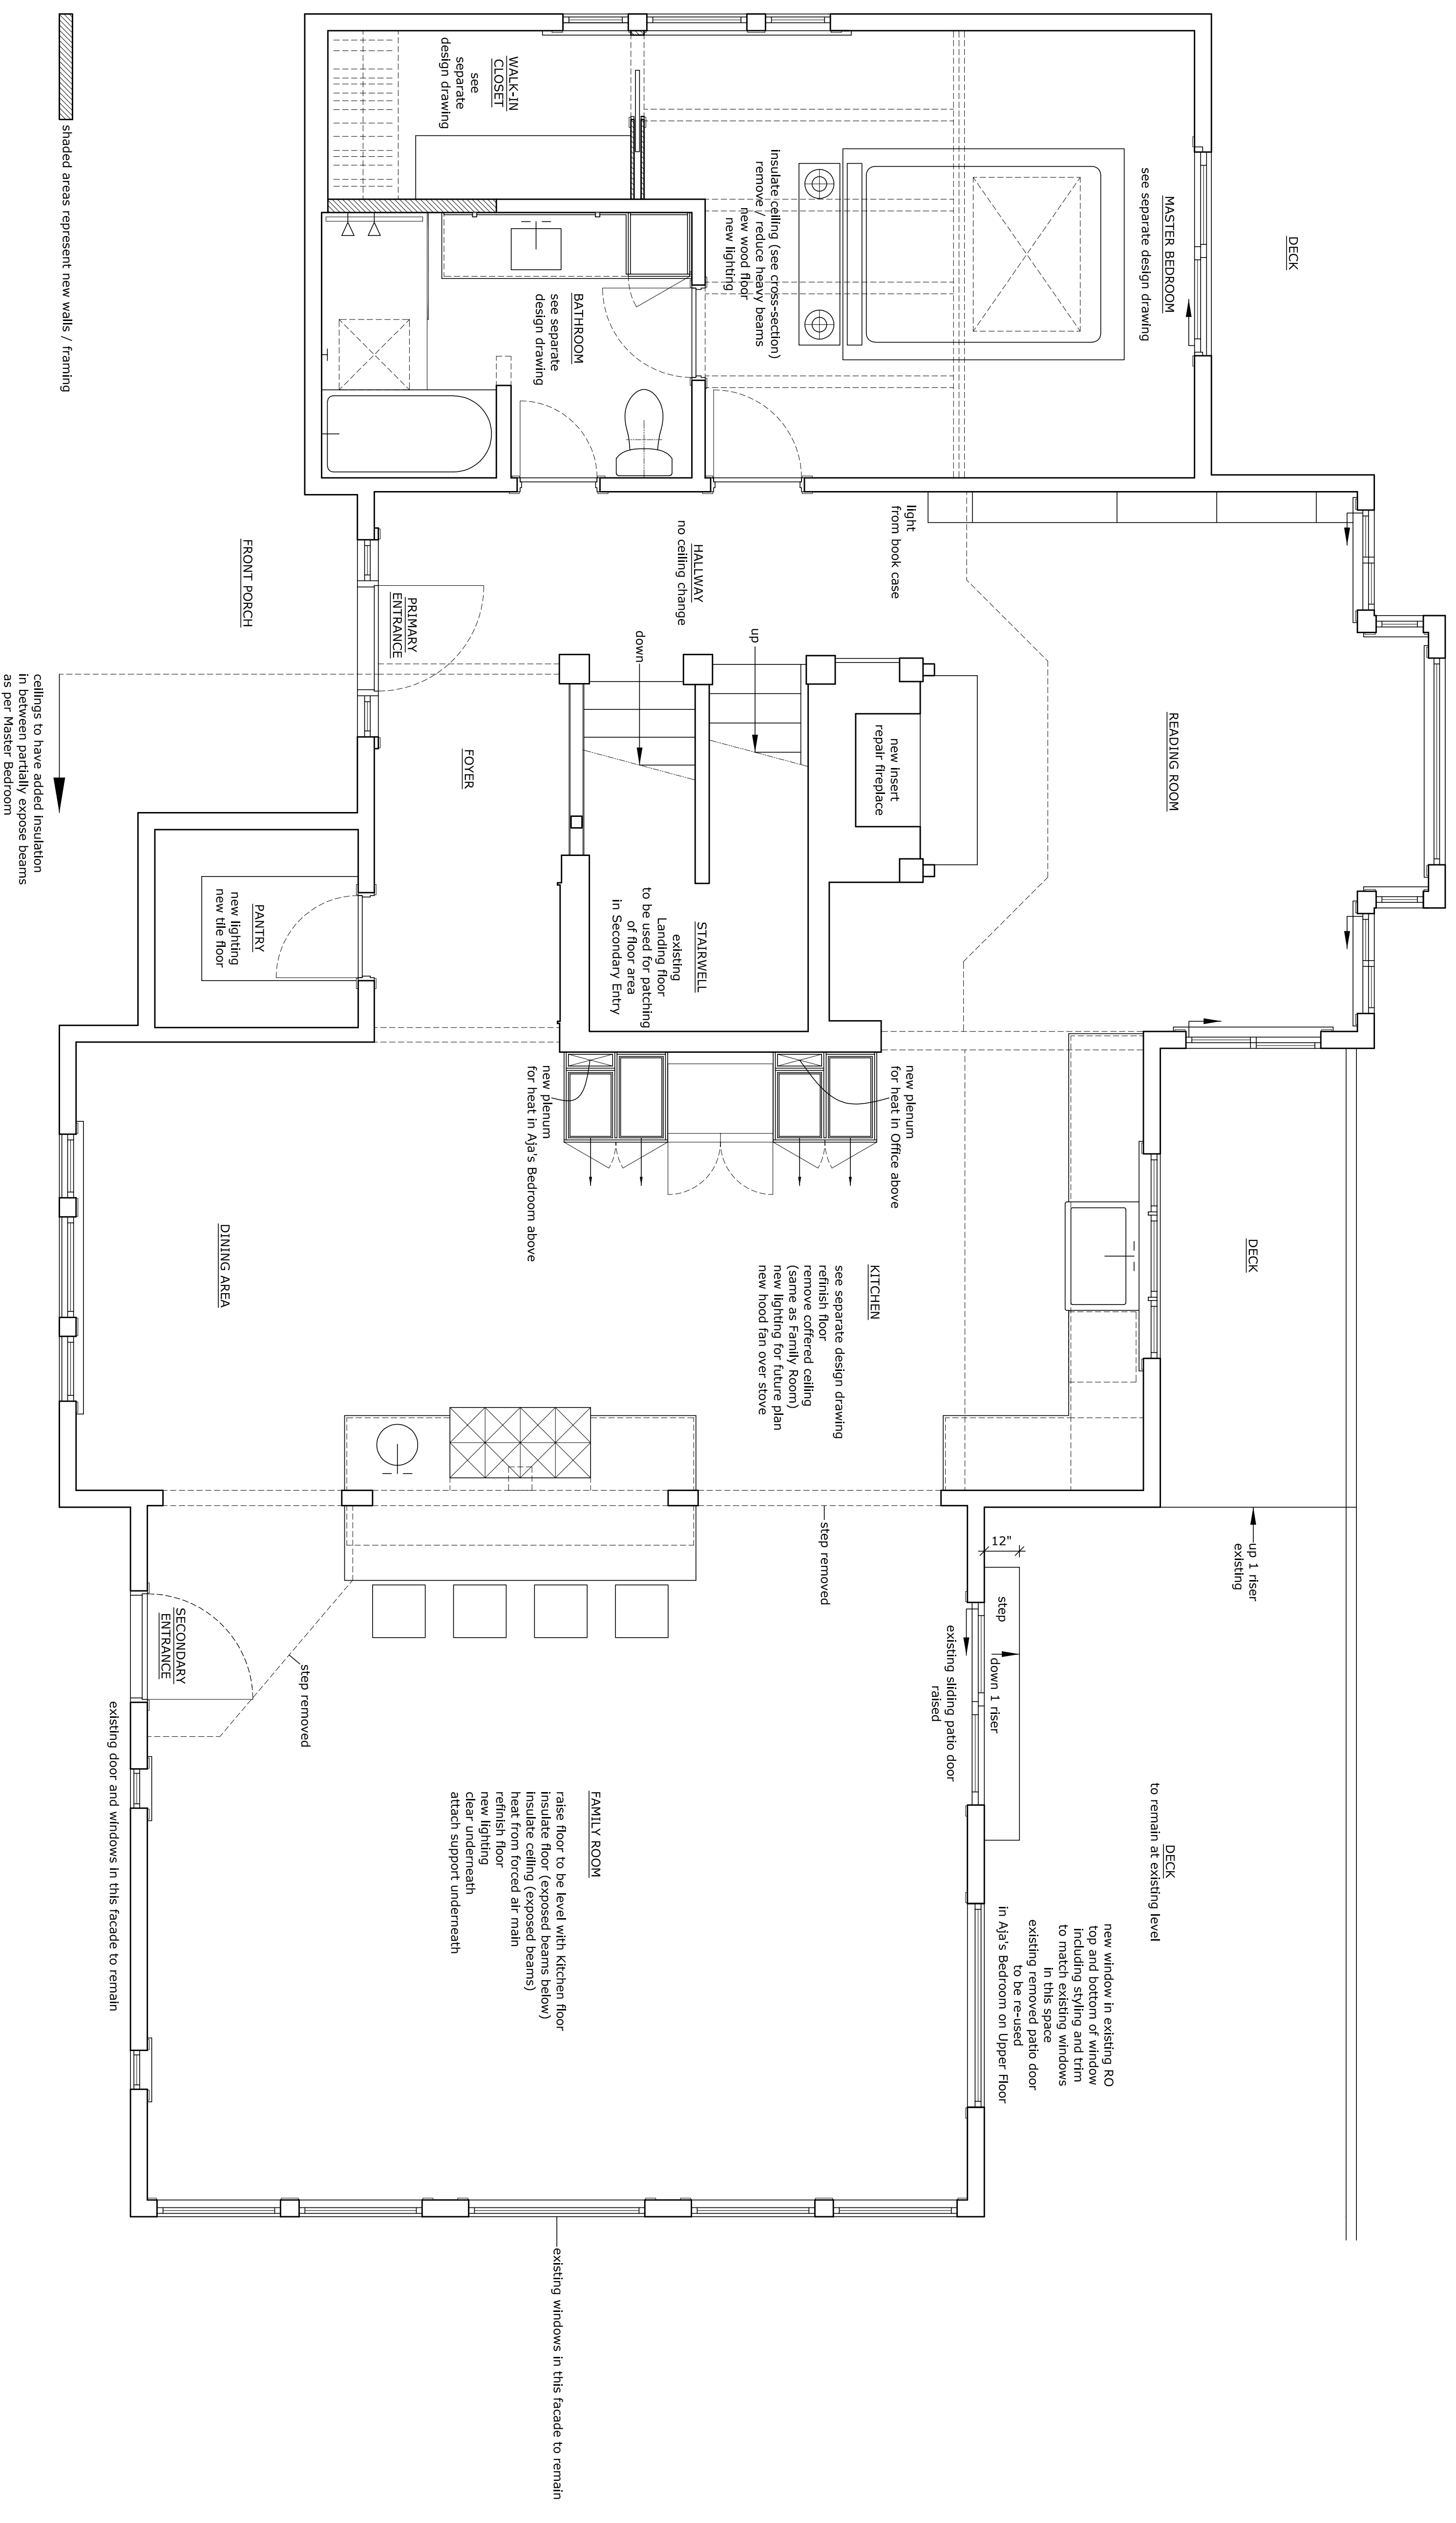 DECK
MASTER BEDROOM
see separate design drawing
insulate ceiling (see cross-section)
remove / reduce heavy beams
new wood floor
new lighting
WALK-IN
CLOSET
see
separate
design drawing
BATHROOM
see separate
design drawing
shaded areas represent new walls / framing
light
from book case
HALLWAY
no ceiling change
PRIMARY
ENTRANCE
FRONT PORCH
up
down
READING ROOM
new insert
repair fireplace
FOYER
ceilings to have added insulation
in between partially expose beams
as per Master Bedroom
STAIRWELL
existing
Landing floor
to be used for patching
of floor area
in Secondary Entry
PANTRY
new lighting
new tile floor
new plenum
for heat in Office above
new plenum
for heat in Aja's Bedroom above
DECK
KITCHEN
see separate design drawing
refinish floor
remove coffered ceiling
(same as Family Room)
new lighting for future plan
new hood fan over stove
DINING AREA
up 1 riser
existing
12"
step
down 1 riser
step removed
existing sliding patio door
raised
SECONDARY
ENTRANCE
step removed
existing door and windows in this facade to remain
DECK
to remain at existing level
new window in existing RO
top and bottom of window
including styling and trim
to match existing windows
in this space
existing removed patio door
to be re-used
in Aja's Bedroom on Upper Floor
FAMILY ROOM
raise floor to be level with Kitchen floor
insulate floor (exposed beams below)
insulate ceiling (exposed beams)
heat from forced air main
refinish floor
new lighting
clear underneath
attach support underneath
existing windows in this facade to remain